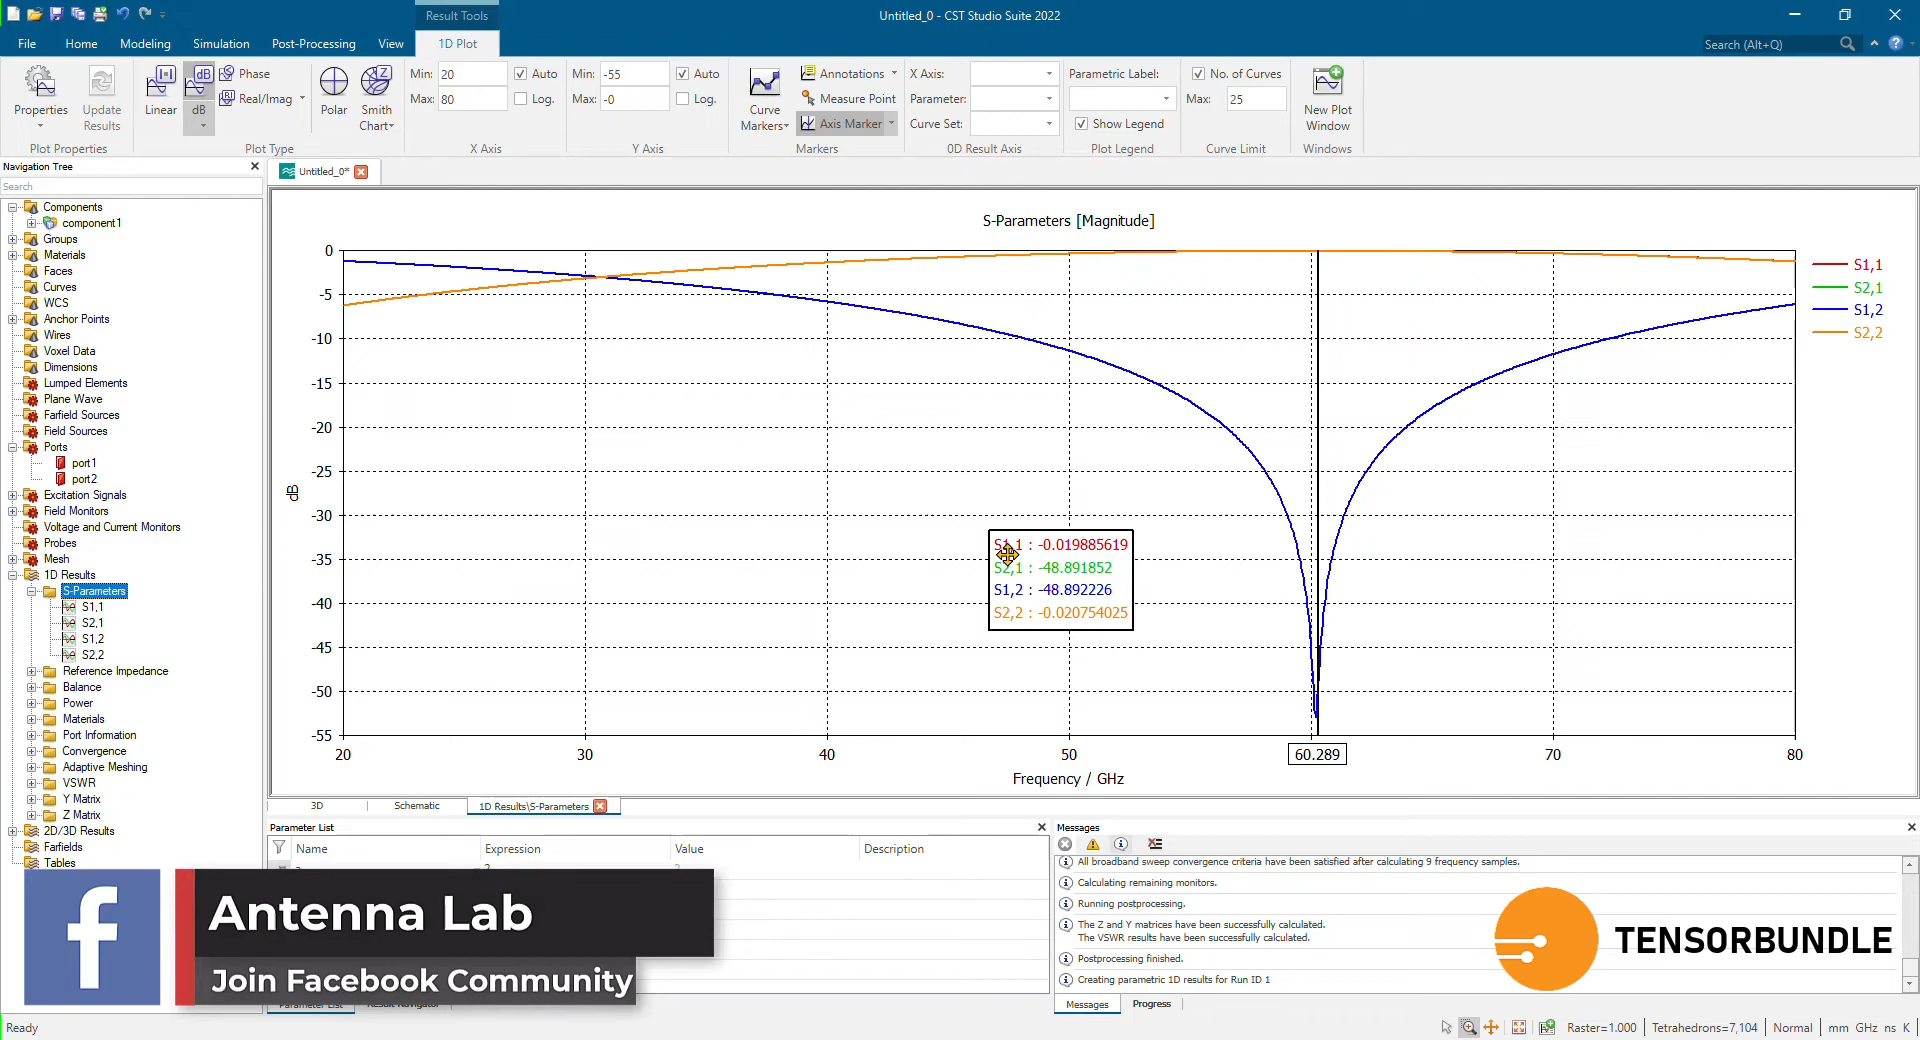 Result Tools
Untitled_0 - CST Studio Suite 2022
File Home Modeling Simulation Post-Processing View 1D Plot
Search (Alt+Q)
Properties
Update Results
Plot Properties
Linear
dB
Phase
Real/Imag
Polar
Smith Chart
Plot Type
Min: 20 Auto
Max: 80 Log.
X Axis
Min: -55 Auto
Max: -0 Log.
Y Axis
Curve Markers
Annotations
Measure Point
Axis Marker
Markers
X Axis:
Parameter:
Curve Set:
0D Result Axis
Parametric Label:
Show Legend
Plot Legend
No. of Curves
Max: 25
Curve Limit
New Plot Window
Windows
Navigation Tree
Search
Components
component1
Groups
Materials
Faces
Curves
WCS
Anchor Points
Wires
Voxel Data
Dimensions
Lumped Elements
Plane Wave
Farfield Sources
Field Sources
Ports
port1
port2
Excitation Signals
Field Monitors
Voltage and Current Monitors
Probes
Mesh
1D Results
S-Parameters
S1,1
S2,1
S1,2
S2,2
Reference Impedance
Balance
Power
Materials
Port Information
Convergence
Adaptive Meshing
VSWR
Y Matrix
Z Matrix
2D/3D Results
Farfields
Tables
Untitled_0*
S-Parameters [Magnitude]
0
-5
-10
-15
-20
-25
-30
-35
-40
-45
-50
-55
dB
20 30 40 50 60.289 70 80
Frequency / GHz
S1,1
S2,1
S1,2
S2,2
S1,1 : -0.019885619
S2,1 : -48.891852
S1,2 : -48.892226
S2,2 : -0.020754025
3D Schematic 1D Results\S-Parameters
Parameter List
Name Expression Value Description
Parameter List
Messages
All broadband sweep convergence criteria have been satisfied after calculating 9 frequency samples.
Calculating remaining monitors.
Running postprocessing.
The Z and Y matrices have been successfully calculated.
The VSWR results have been successfully calculated.
Postprocessing finished.
Creating parametric 1D results for Run ID 1
Messages Progress
f
Antenna Lab
Join Facebook Community
TENSORBUNDLE
Ready
Raster=1.000 Tetrahedrons=7,104 Normal mm GHz ns K